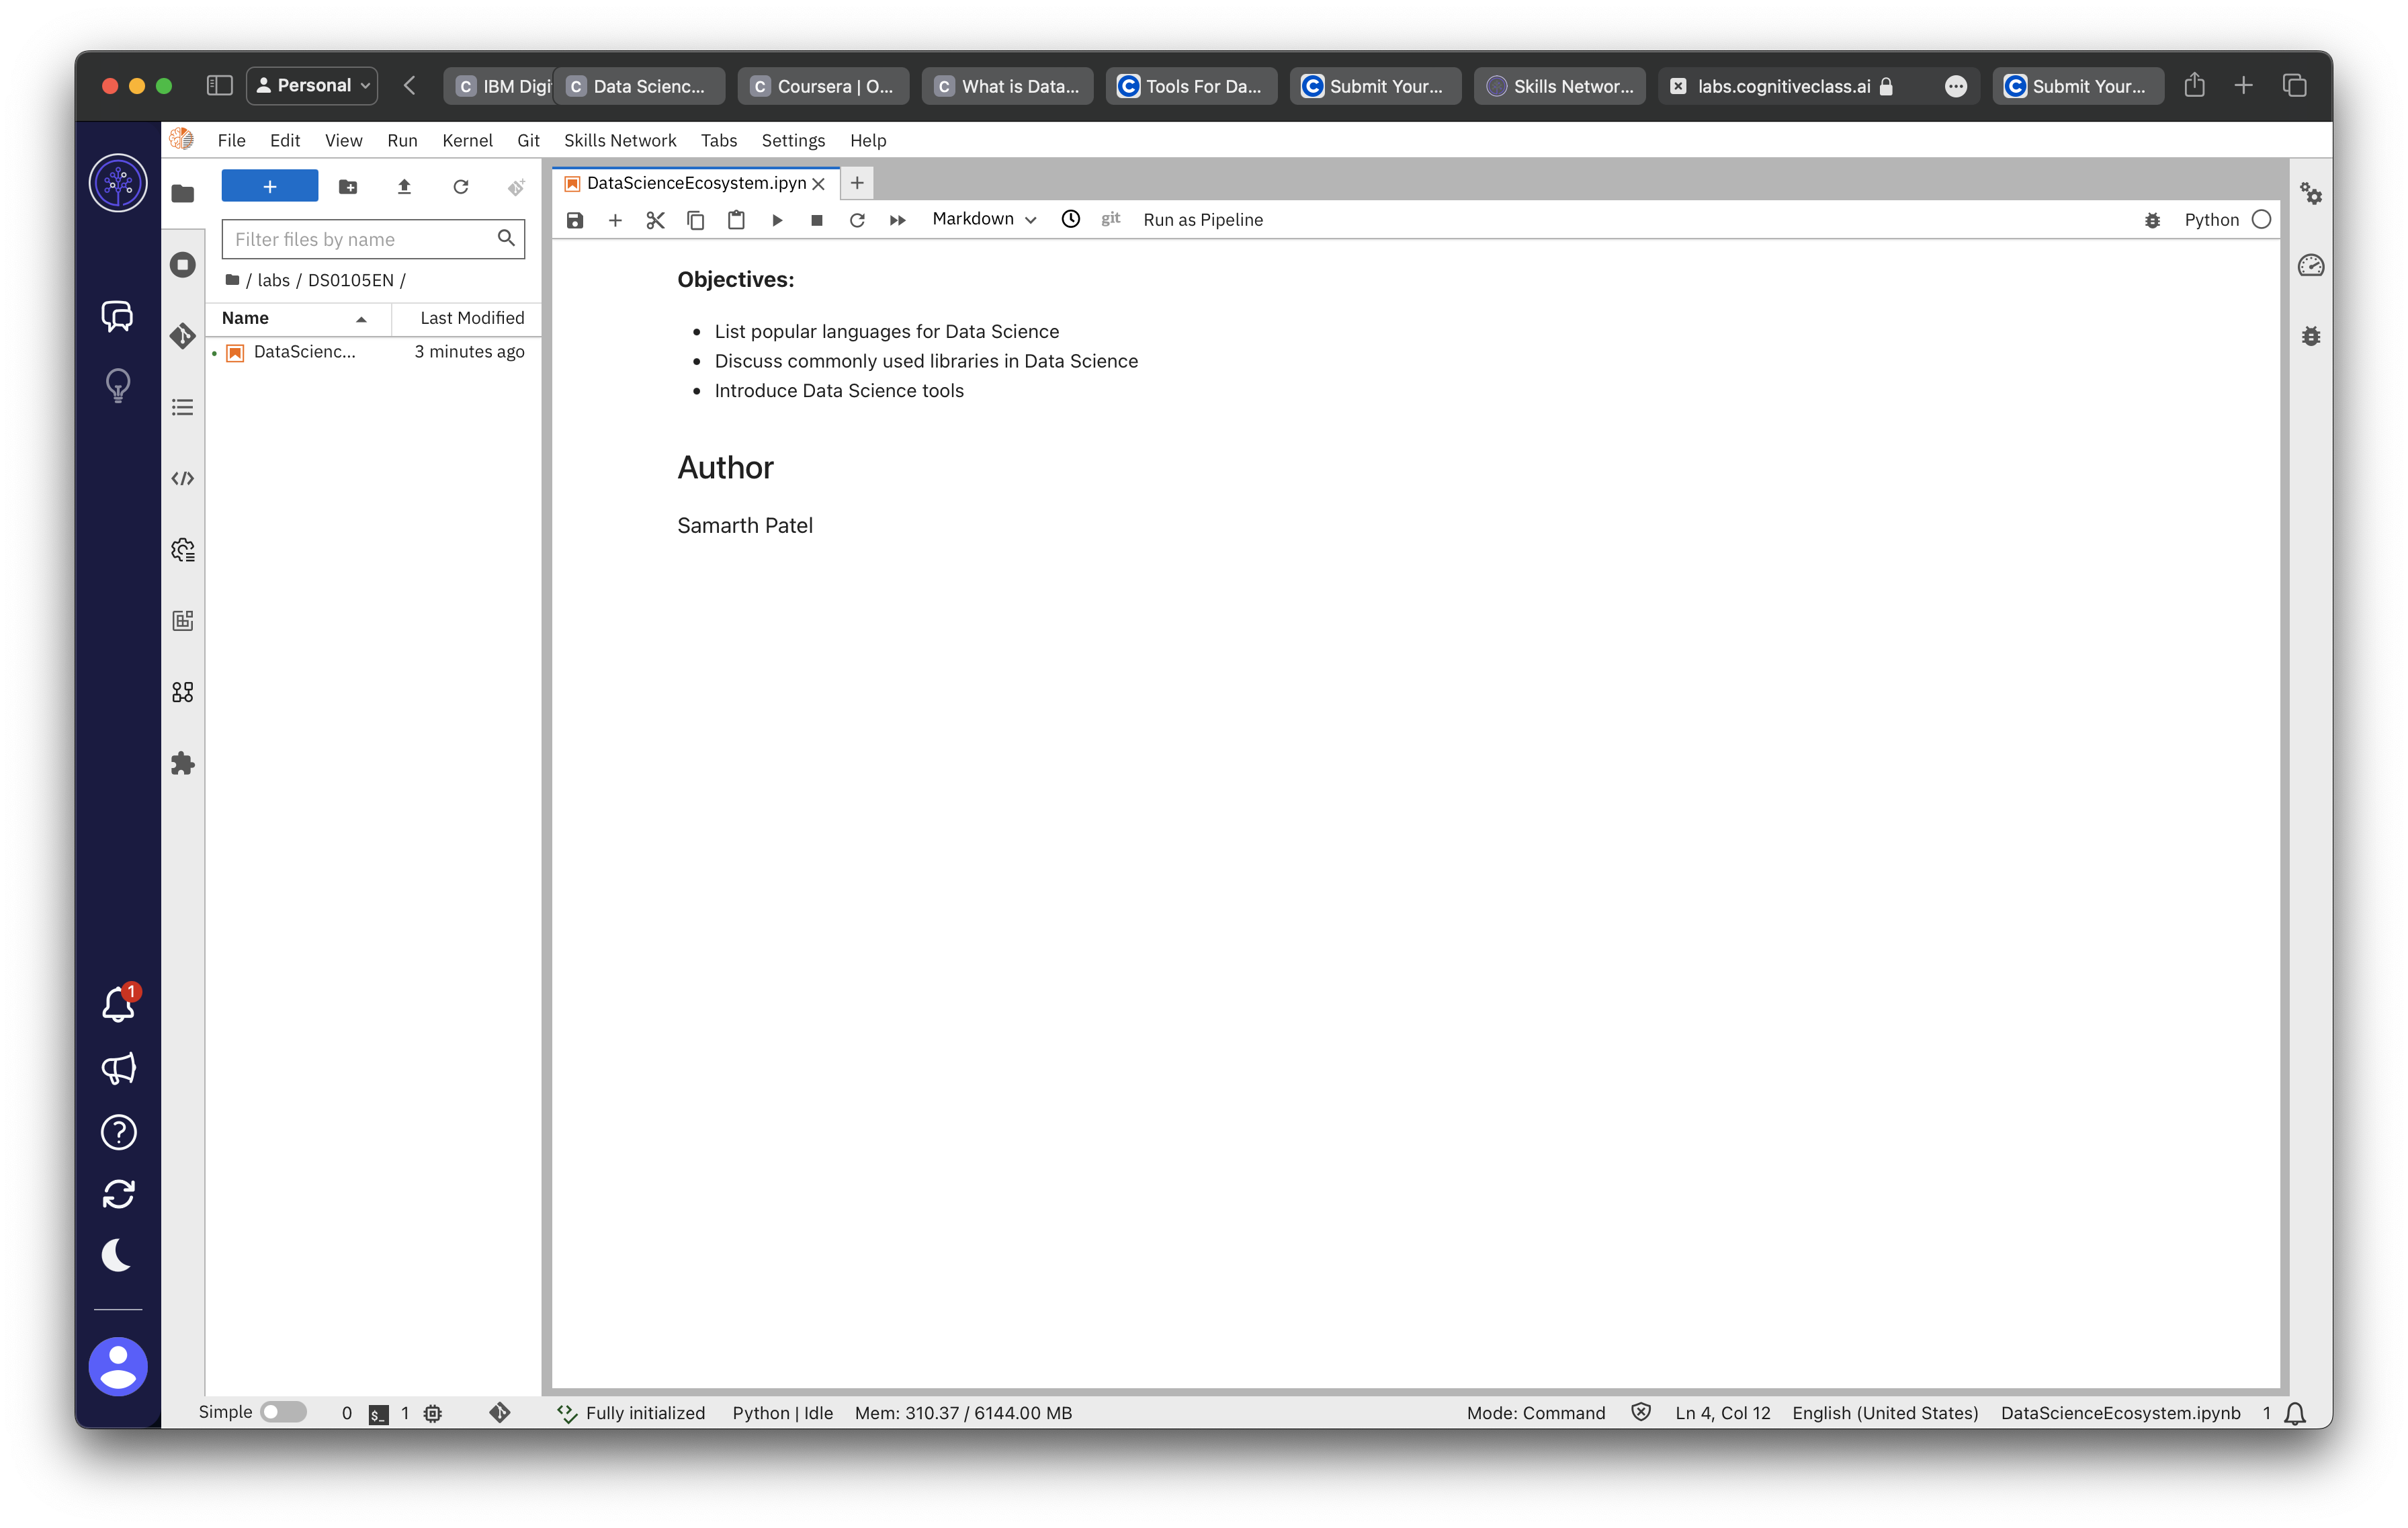 Personal
IBM Digi
Data Scienc...
Coursera | O...
What is Data...
Tools For Da...
Submit Your...
Skills Networ...
labs.cognitiveclass.ai
Submit Your...
File Edit View Run Kernel Git Skills Network Tabs Settings Help
DataScienceEcosystem.ipyn
Filter files by name
Markdown
git
Run as Pipeline
Python
/ labs / DS0105EN /
Name
Last Modified
DataScienc...
3 minutes ago
Objectives:
List popular languages for Data Science
Discuss commonly used libraries in Data Science
Introduce Data Science tools
Author
Samarth Patel
1
Simple
0
$_
1
Fully initialized
Python | Idle
Mem: 310.37 / 6144.00 MB
Mode: Command
Ln 4, Col 12
English (United States)
DataScienceEcosystem.ipynb
1